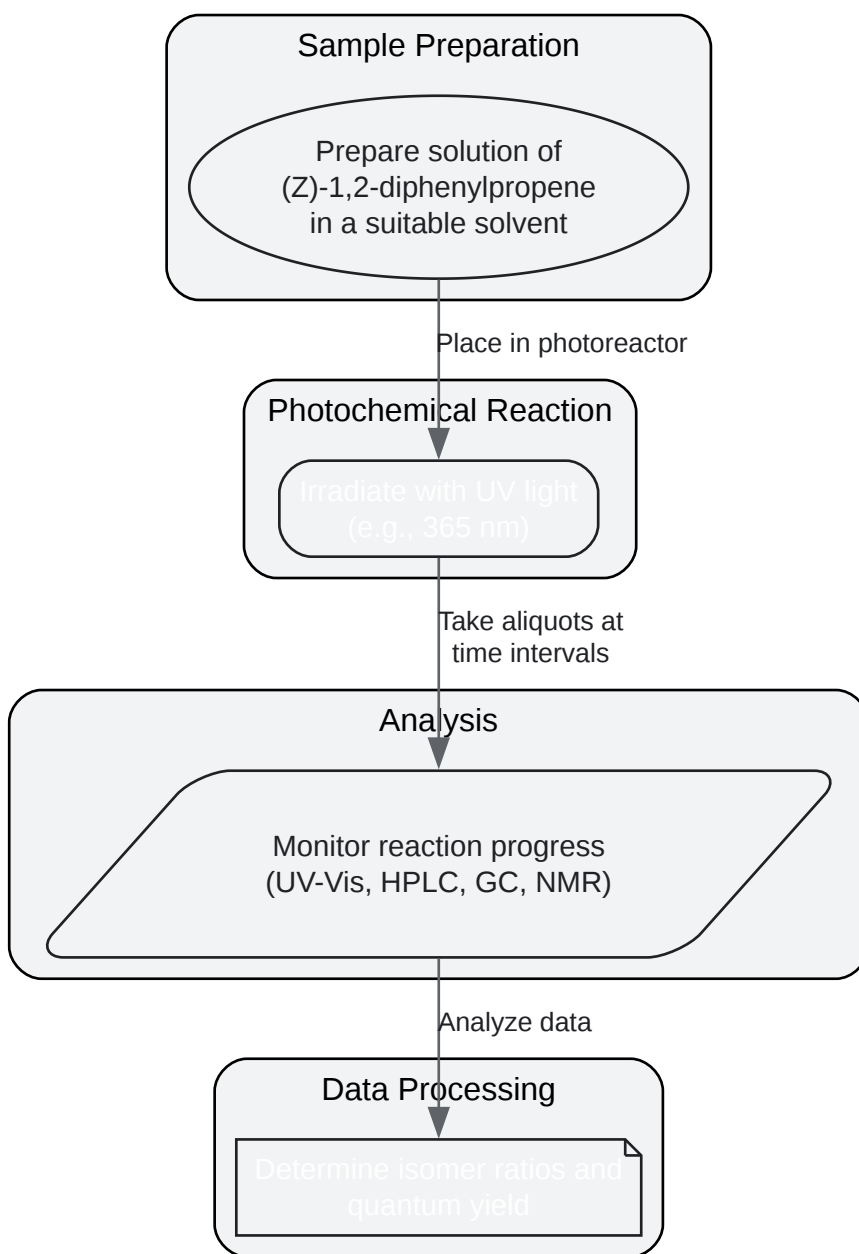 Sample Preparation
Prepare solution of
(Z)-1,2-diphenylpropene
in a suitable solvent
Place in photoreactor
Photochemical Reaction
Irradiate with UV light
(e.g., 365 nm)
Take aliquots at
time intervals
Analysis
Monitor reaction progress
(UV-Vis, HPLC, GC, NMR)
Analyze data
Data Processing
Determine isomer ratios and
quantum yield